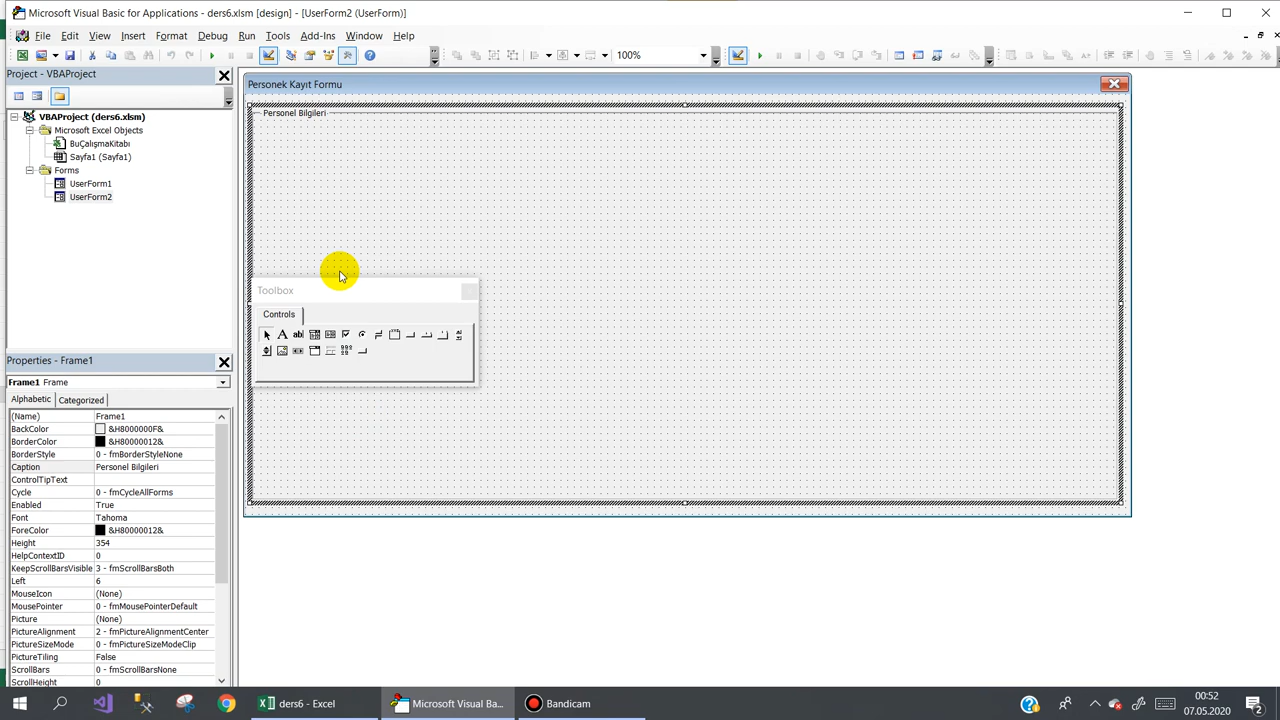 Microsoft Visual Basic for Applications - ders6.xlsm [design] - [UserForm2 (UserForm)]
File Edit View Insert Format Debug Run Tools Add-Ins Window Help
100%
Project - VBAProject
VBAProject (ders6.xlsm)
Microsoft Excel Objects
BuÇalışmaKitabı
Sayfa1 (Sayfa1)
Forms
UserForm1
UserForm2
Personek Kayıt Formu
Personel Bilgileri
Toolbox
Controls
A ab|
Properties - Frame1
Frame1 Frame
Alphabetic Categorized
(Name) Frame1
BackColor &H8000000F&
BorderColor &H80000012&
BorderStyle 0 - fmBorderStyleNone
Caption Personel Bilgileri
ControlTipText
Cycle 0 - fmCycleAllForms
Enabled True
Font Tahoma
ForeColor &H80000012&
Height 354
HelpContextID 0
KeepScrollBarsVisible 3 - fmScrollBarsBoth
Left 6
MouseIcon (None)
MousePointer 0 - fmMousePointerDefault
Picture (None)
PictureAlignment 2 - fmPictureAlignmentCenter
PictureSizeMode 0 - fmPictureSizeModeClip
PictureTiling False
ScrollBars 0 - fmScrollBarsNone
ScrollHeight 0
ders6 - Excel
Microsoft Visual Ba...
Bandicam
00:52
07.05.2020
2